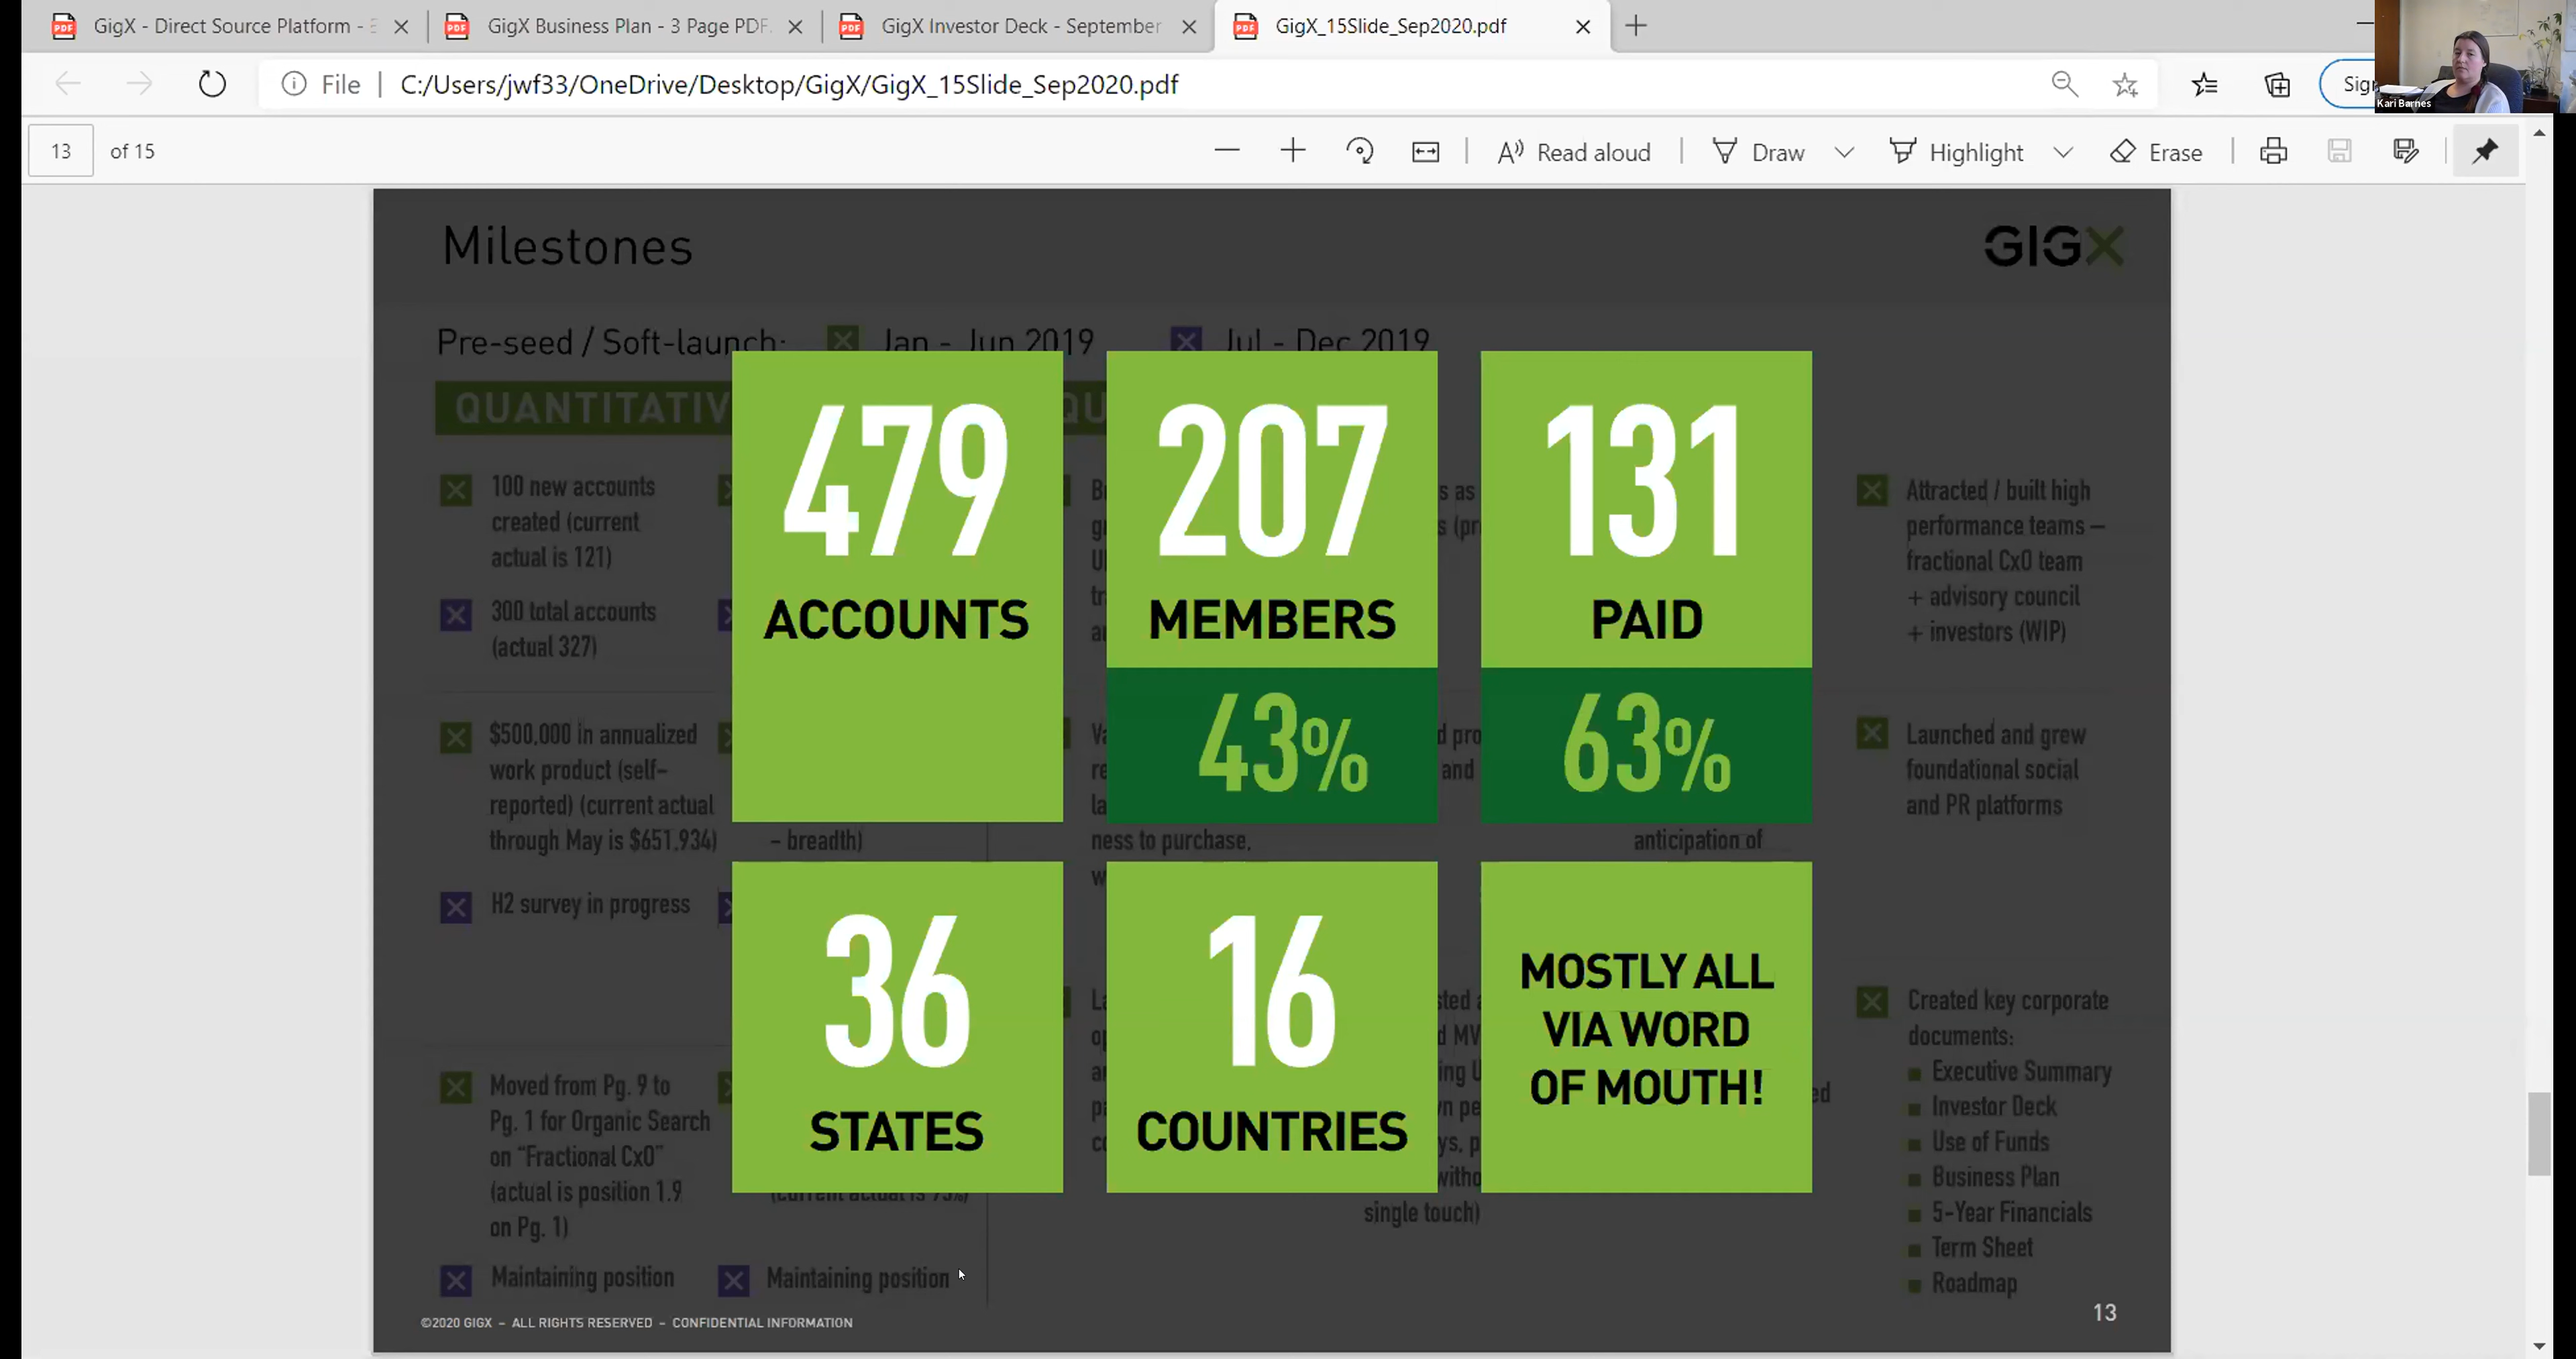 GigX - Direct Source Platform -
GigX Business Plan - 3 Page PDF.
GigX Investor Deck - September
GigX_15Slide_Sep2020.pdf
File
C:/Users/jwf33/OneDrive/Desktop/GigX/GigX_15Slide_Sep2020.pdf
Kari Barnes
13
of 15
Read aloud
Draw
Highlight
Erase
Milestones
GIGX
Pre-seed / Soft-launch:
Jan - Jun 2019
Jul - Dec 2019
100 new accounts
created (current
actual is 121)
300 total accounts
(actual 327)
$500,000 in annualized
work product (self-
reported) (current actual
through May is $651,934)
H2 survey in progress
Moved from Pg. 9 to
Pg. 1 for Organic Search
on “Fractional CxO”
(actual is position 1.9
on Pg. 1)
Maintaining position
479
ACCOUNTS
207
MEMBERS
43%
131
PAID
63%
– breadth)
ness to purchase,
anticipation of
36
STATES
16
COUNTRIES
MOSTLY ALL
VIA WORD
OF MOUTH!
(current actual is 75%)
single touch)
Maintaining position
Attracted / built high
performance teams –
fractional CxO team
+ advisory council
+ investors (WIP)
Launched and grew
foundational social
and PR platforms
Created key corporate
documents:
Executive Summary
Investor Deck
Use of Funds
Business Plan
5-Year Financials
Term Sheet
Roadmap
©2020 GIGX – ALL RIGHTS RESERVED – CONFIDENTIAL INFORMATION
13